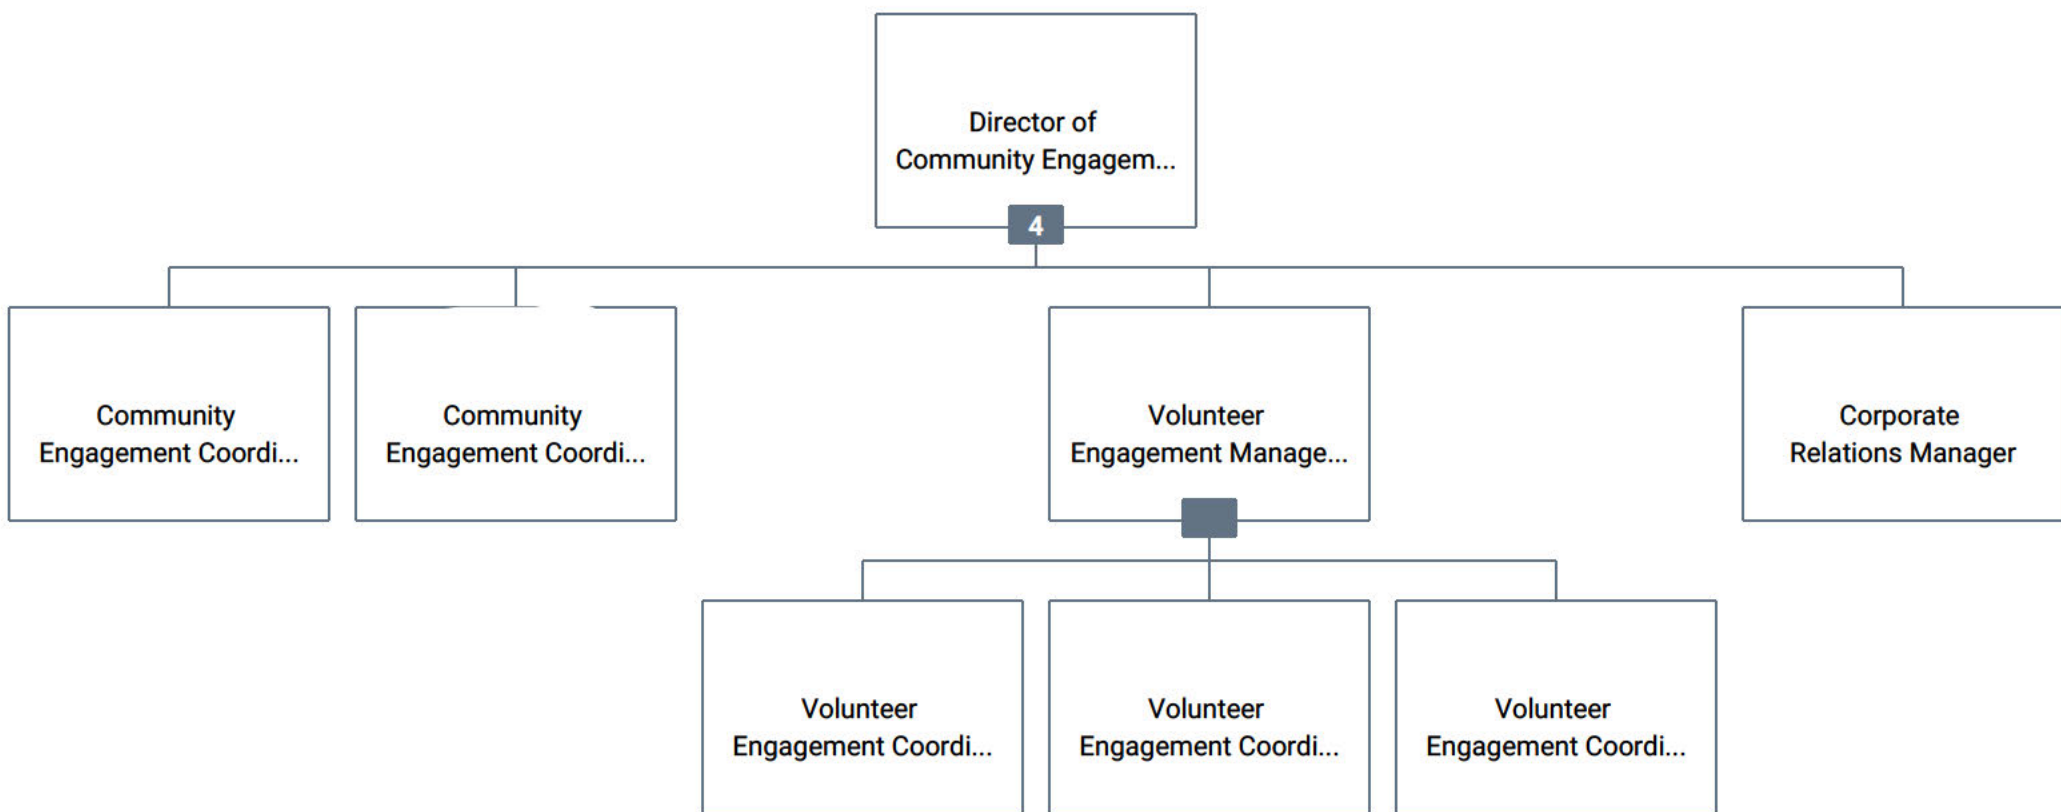 Director of
Community Engagem...
4
Community
Engagement Coordi...
Community
Engagement Coordi...
Volunteer
Engagement Manage...
Corporate
Relations Manager
Volunteer
Engagement Coordi...
Volunteer
Engagement Coordi...
Volunteer
Engagement Coordi...